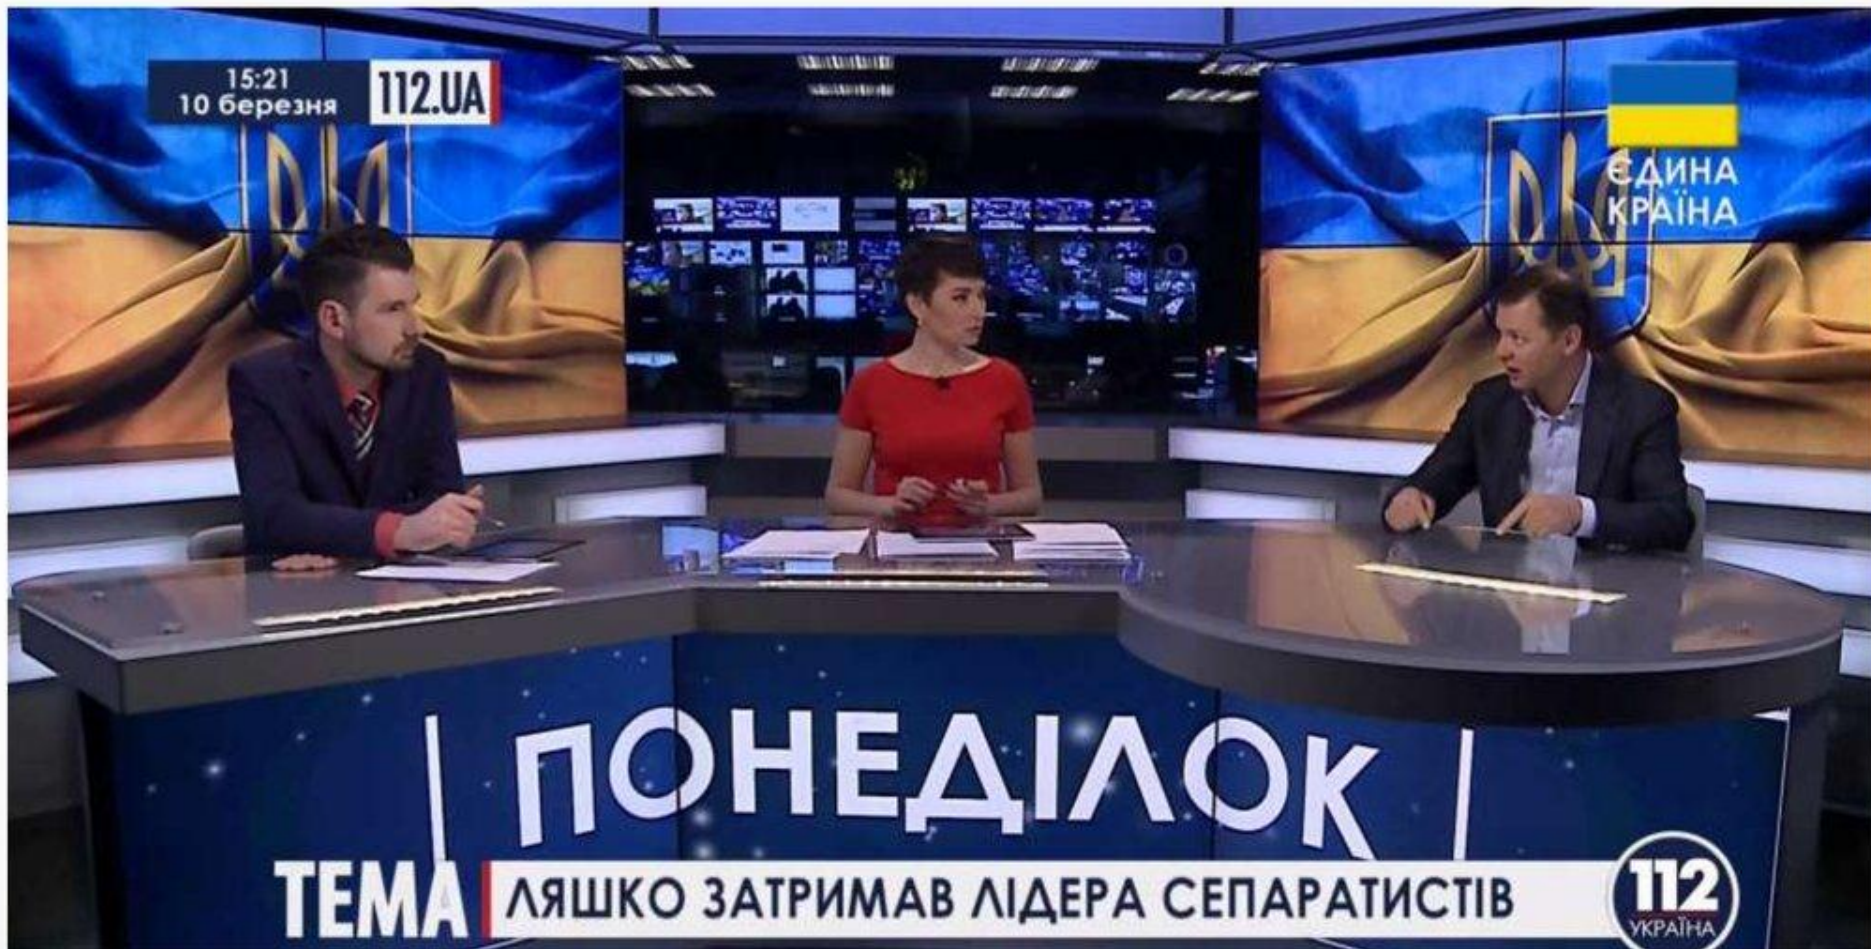 15:21
10 березня
112.UA
ЄДИНА
КРАЇНА
ПОНЕДІЛОК
ТЕМА
ЛЯШКО ЗАТРИМАВ ЛІДЕРА СЕПАРАТИСТІВ
112
УКРАЇНА